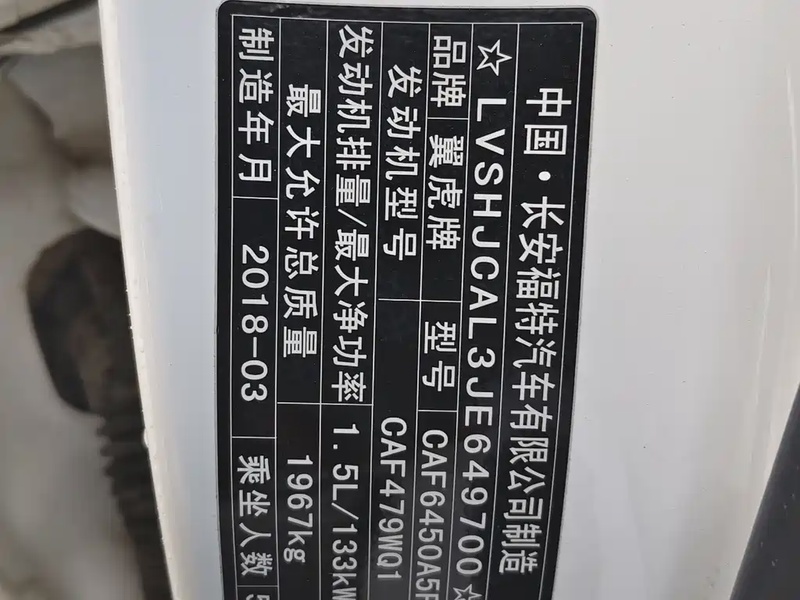 中国·长安福特汽车有限公司制造
☆LVSHJCAL3JE649700☆
品牌 翼虎牌 型号 CAF6450A5
发动机型号 CAF479WQ1
发动机排量/最大净功率 1.5L/133kW
最大允许总质量 1967kg
制造年月 2018-03 乘坐人数 5